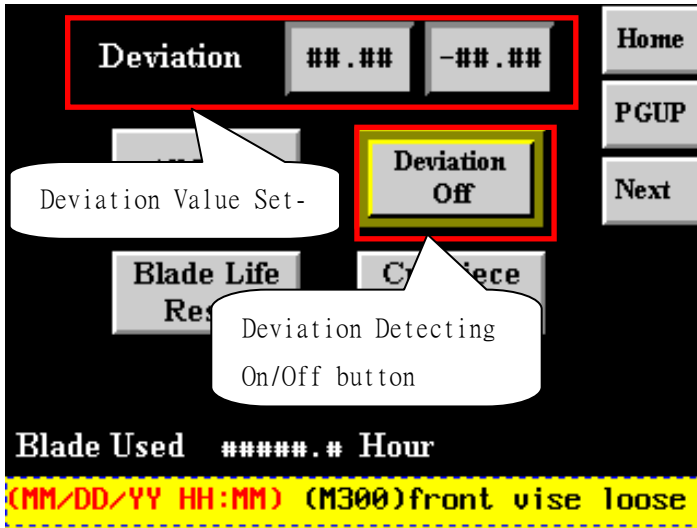 Deviation ##.## -##.## Home
PGUP
Deviation
Off
Next
Deviation Value Set-
Blade Life
Deviation Detecting
On/Off button
Blade Used #####.# Hour
(MM/DD/YY HH:MM) (M300)front vise loose